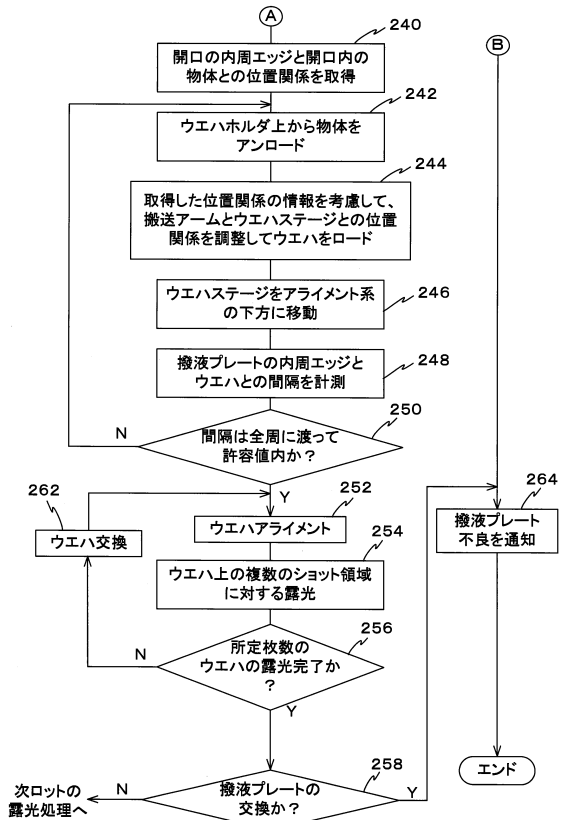 A
240
開口の内周エッジと開口内の
物体との位置関係を取得
B
242
ウエハホルダ上から物体を
アンロード
244
取得した位置関係の情報を考慮して、
搬送アームとウエハステージとの位置
関係を調整してウエハをロード
ウエハステージをアライメント系
の下方に移動
246
撥液プレートの内周エッジと
ウエハとの間隔を計測
248
250
間隔は全周に渡って
許容値内か?
N
Y
262
ウエハ交換
252
ウエハアライメント
264
撥液プレート
不良を通知
254
ウエハ上の複数のショット領域
に対する露光
256
所定枚数の
ウエハの露光完了か
?
N
Y
258
撥液プレートの
交換か?
N
Y
次ロットの
露光処理へ
エンド